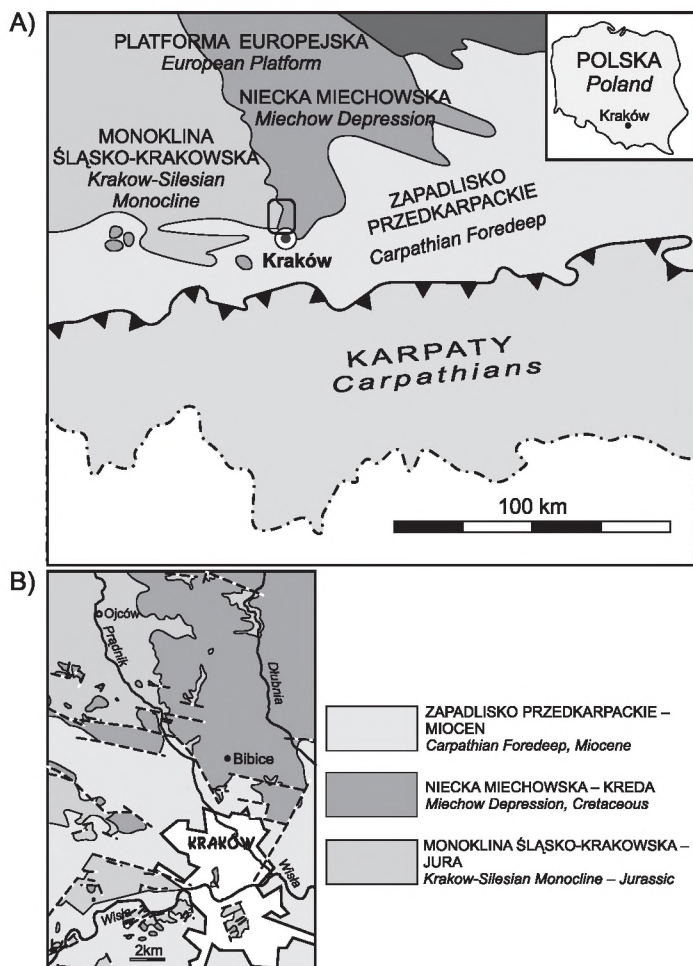 A)
PLATFORMA EUROPEJSKA
European Platform
NIECKA MIECHOWSKA
Miechow Depression
MONOKLINA
ŚLĄSKO-KRAKOWSKA
Krakow-Silesian
Monocline
POLSKA
Poland
Kraków
ZAPADLISKO
PRZEDKARPACKIE
Carpathian Foredeep
Kraków
KARPATY
Carpathians
100 km
B)
Ojców
Prądnik
Dłubnia
Bibice
KRAKÓW
Wisła
Wisła
2km
ZAPADLISKO PRZEDKARPACKIE –
MIOCEN
Carpathian Foredeep, Miocene
NIECKA MIECHOWSKA – KREDA
Miechow Depression, Cretaceous
MONOKLINA ŚLĄSKO-KRAKOWSKA –
JURA
Krakow-Silesian Monocline – Jurassic